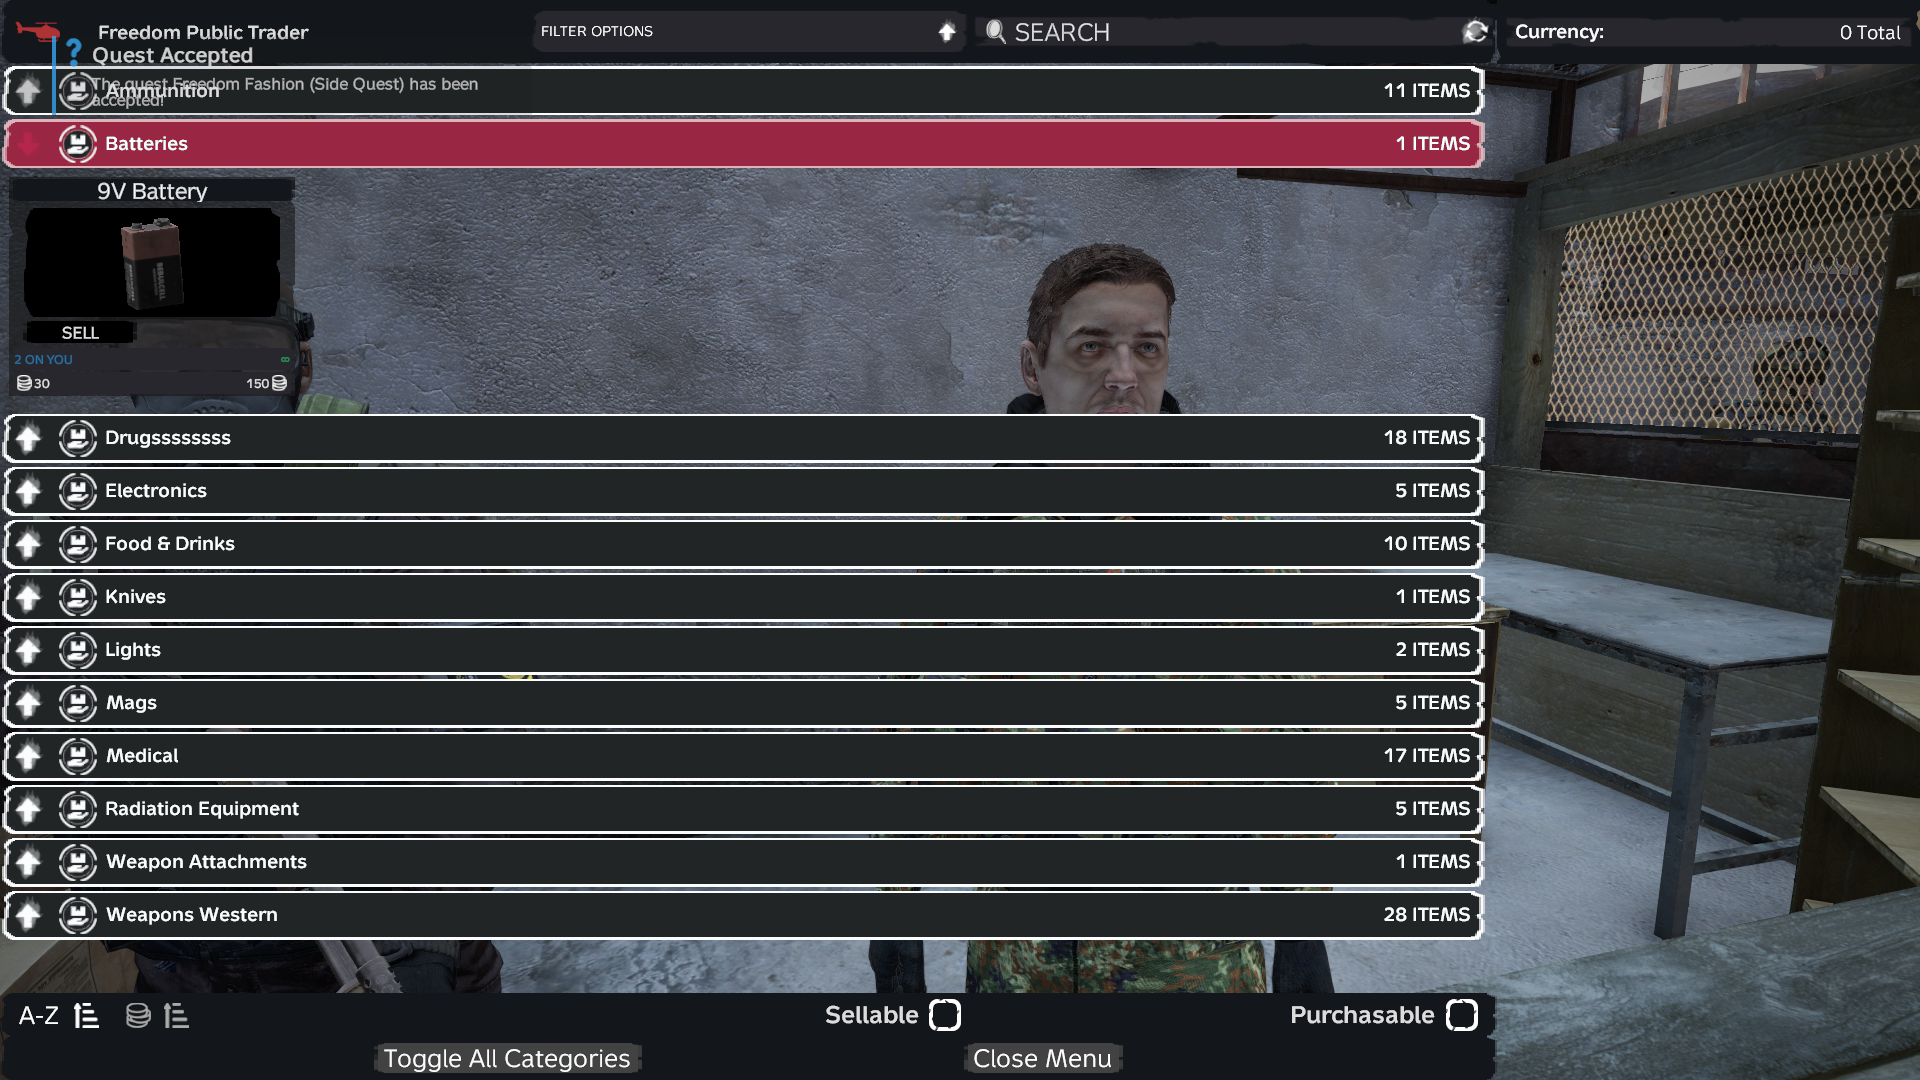 Freedom Public Trader
FILTER OPTIONS
SEARCH
Currency:
0 Total
Quest Accepted
The quest Freedom Fashion (Side Quest) has been
accepted!
Ammunition
11 ITEMS
Batteries
1 ITEMS
9V Battery
SELL
2 ON YOU
∞
30
150
Drugssssssss
18 ITEMS
Electronics
5 ITEMS
Food & Drinks
10 ITEMS
Knives
1 ITEMS
Lights
2 ITEMS
Mags
5 ITEMS
Medical
17 ITEMS
Radiation Equipment
5 ITEMS
Weapon Attachments
1 ITEMS
Weapons Western
28 ITEMS
A-Z
Sellable
Purchasable
Toggle All Categories
Close Menu